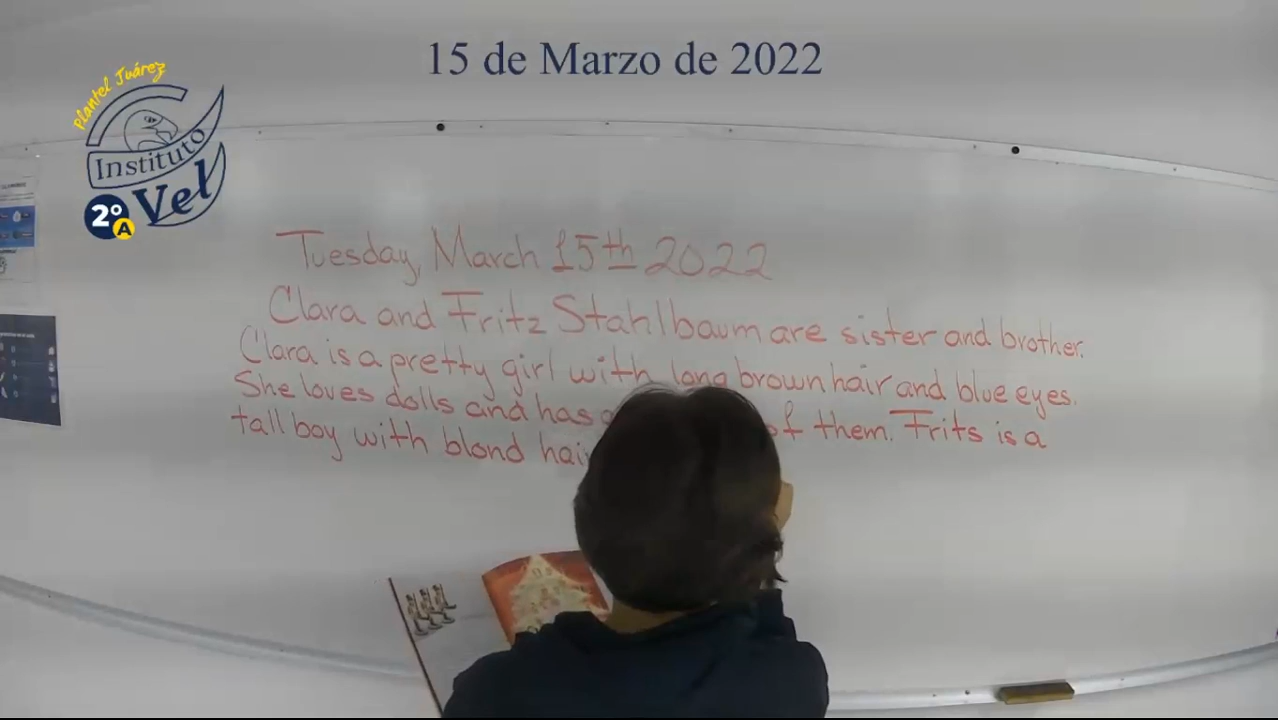 15 de Marzo de 2022
Plantel Juárez
Instituto
Vel
2° A
Tuesday, March 15th 2022
Clara and Fritz Stahlbaum are sister and brother.
Clara is a pretty girl with long brown hair and blue eyes.
She loves dolls and has of them. Frits is a
tall boy with blond